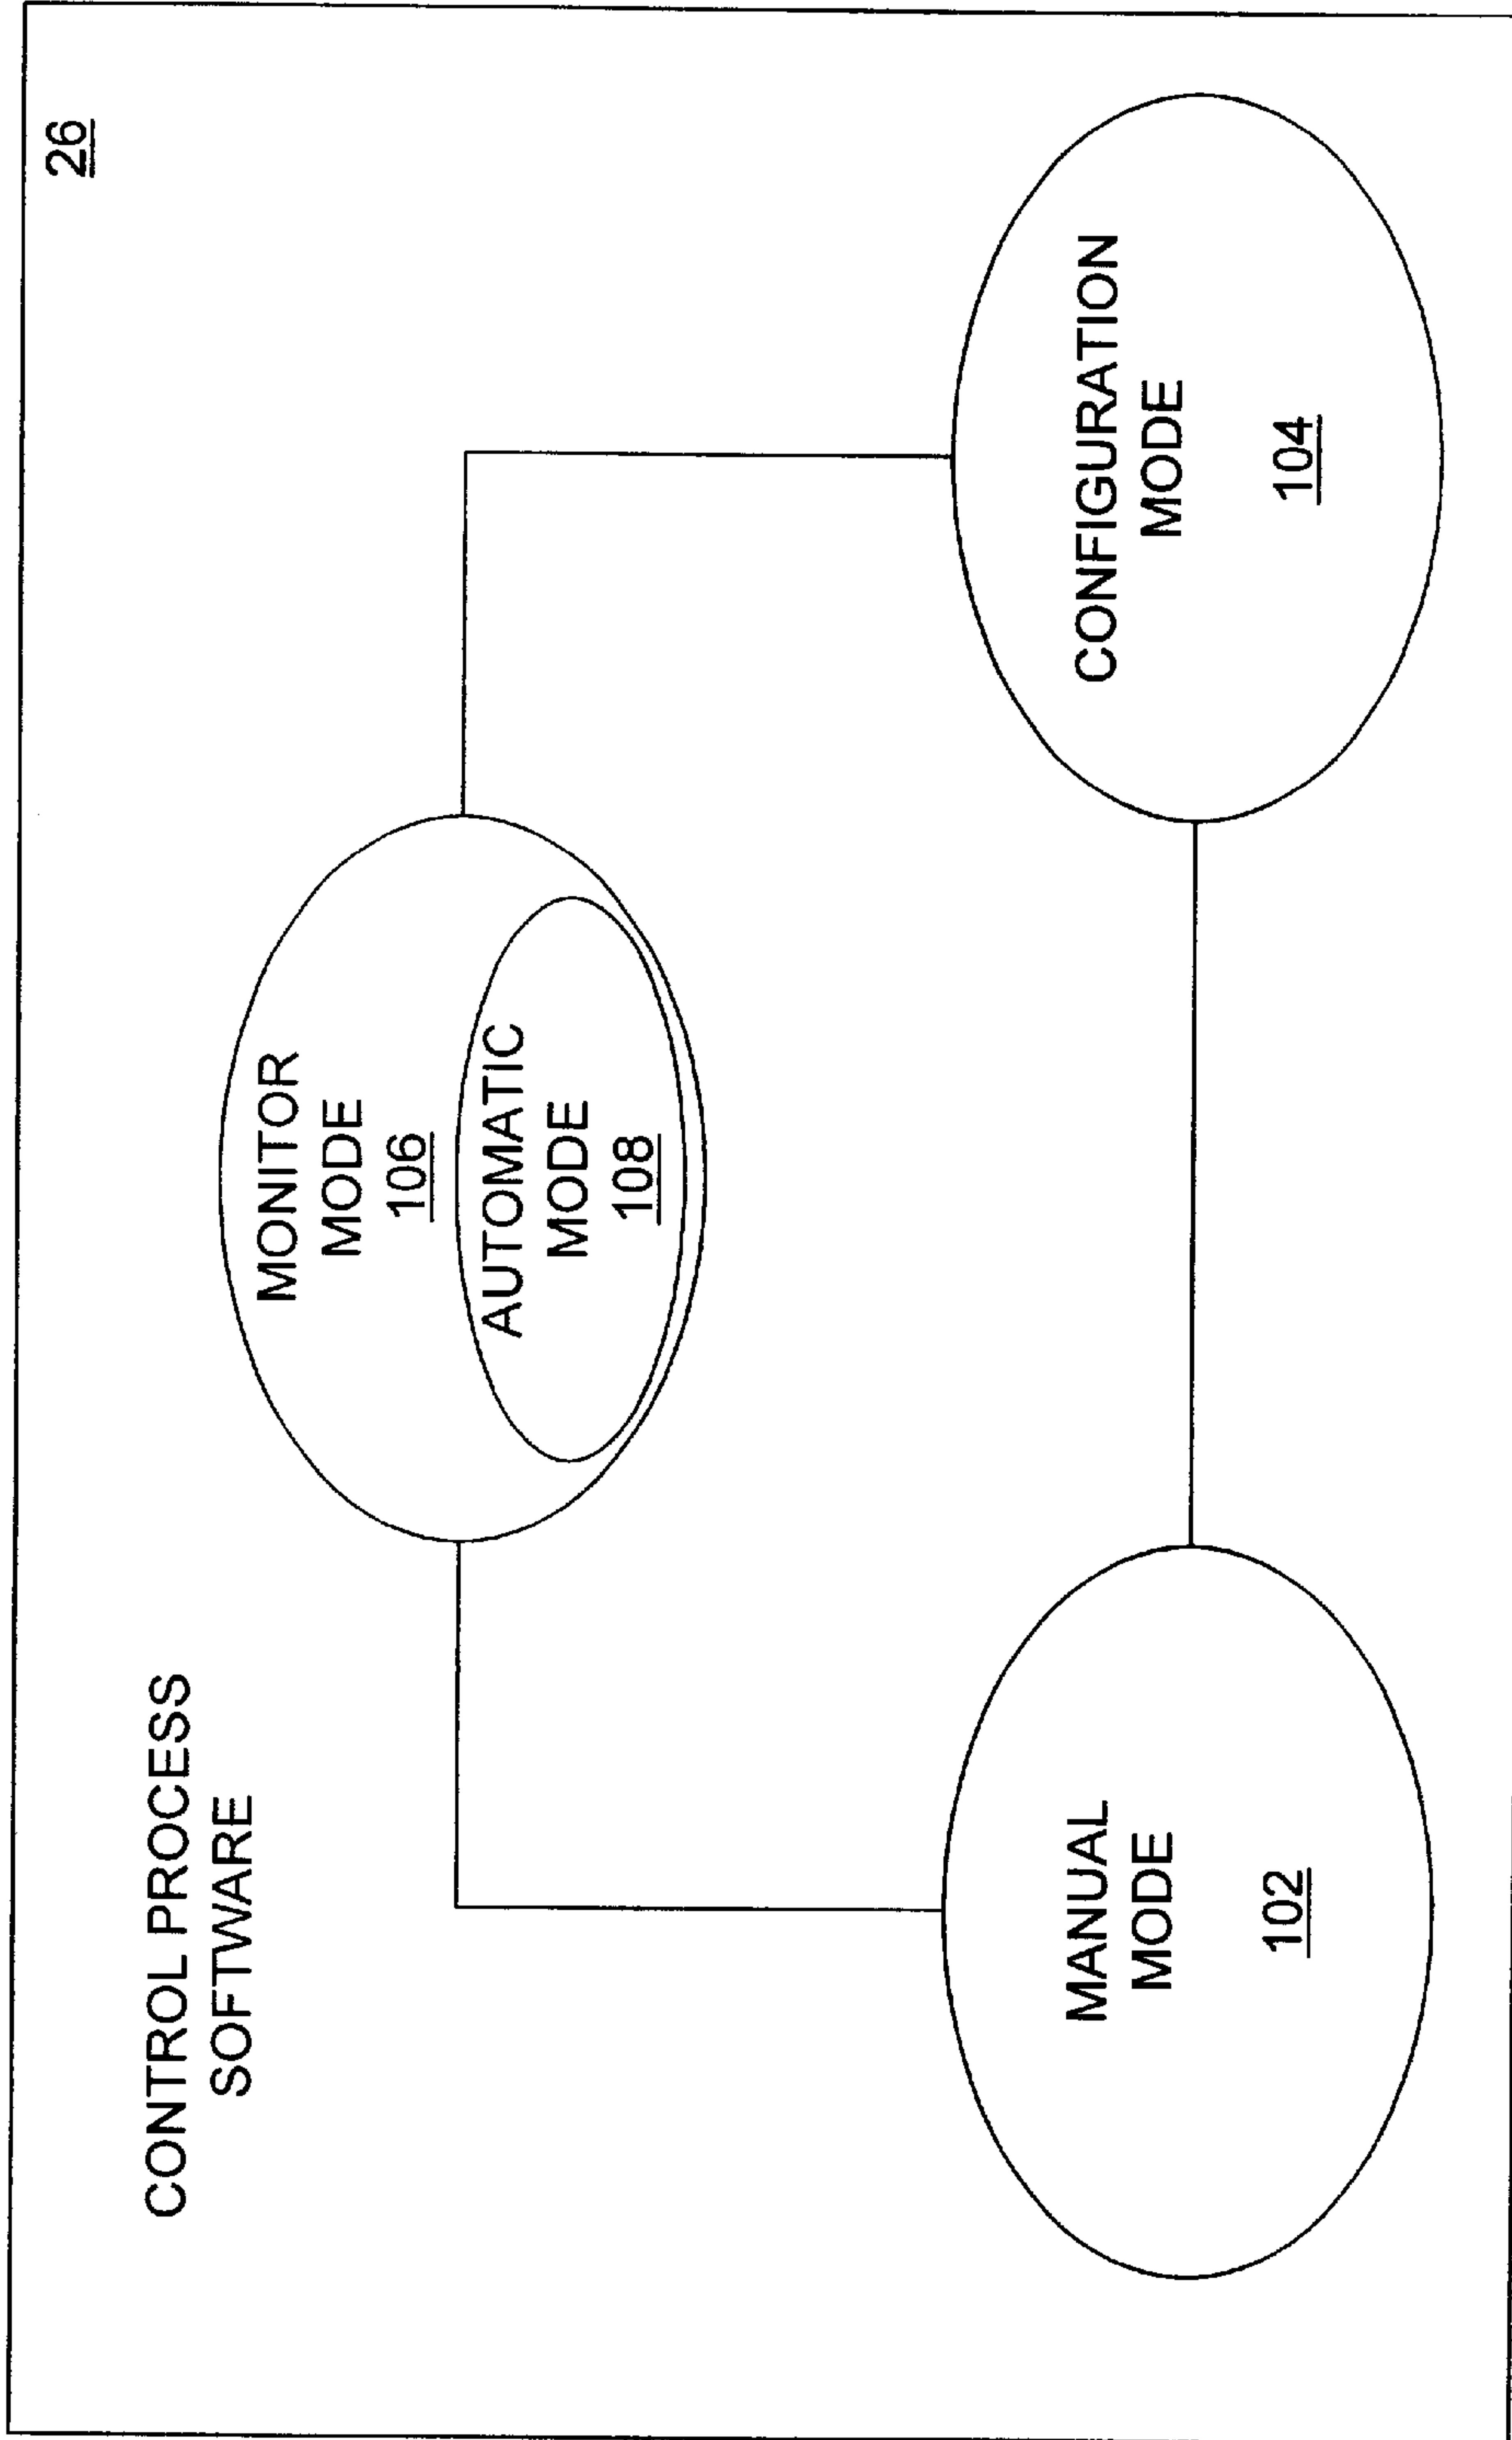 CONTROL PROCESS
SOFTWARE
26
MONITOR
MODE
106
AUTOMATIC
MODE
108
MANUAL
MODE
102
CONFIGURATION
MODE
104